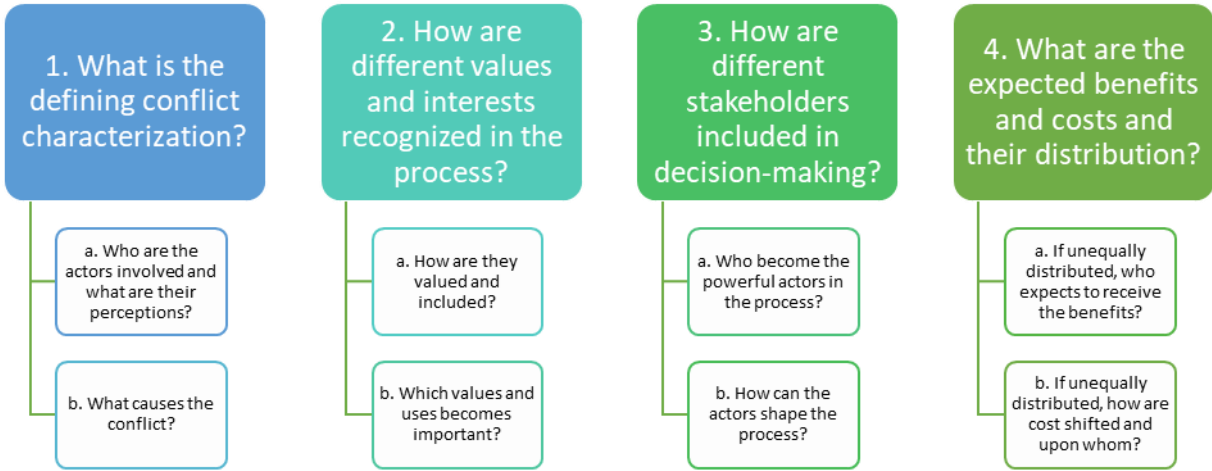 1. What is the
defining conflict
characterization?
a. Who are the
actors involved and
what are their
perceptions?
b. What causes the
conflict?
2. How are
different values
and interests
recognized in the
process?
a. How are they
valued and
included?
b. Which values and
uses becomes
important?
3. How are
different
stakeholders
included in
decision-making?
a. Who become the
powerful actors in
the process?
b. How can the
actors shape the
process?
4. What are the
expected benefits
and costs and
their distribution?
a. If unequally
distributed, who
expects to receive
the benefits?
b. If unequally
distributed, how are
cost shifted and
upon whom?